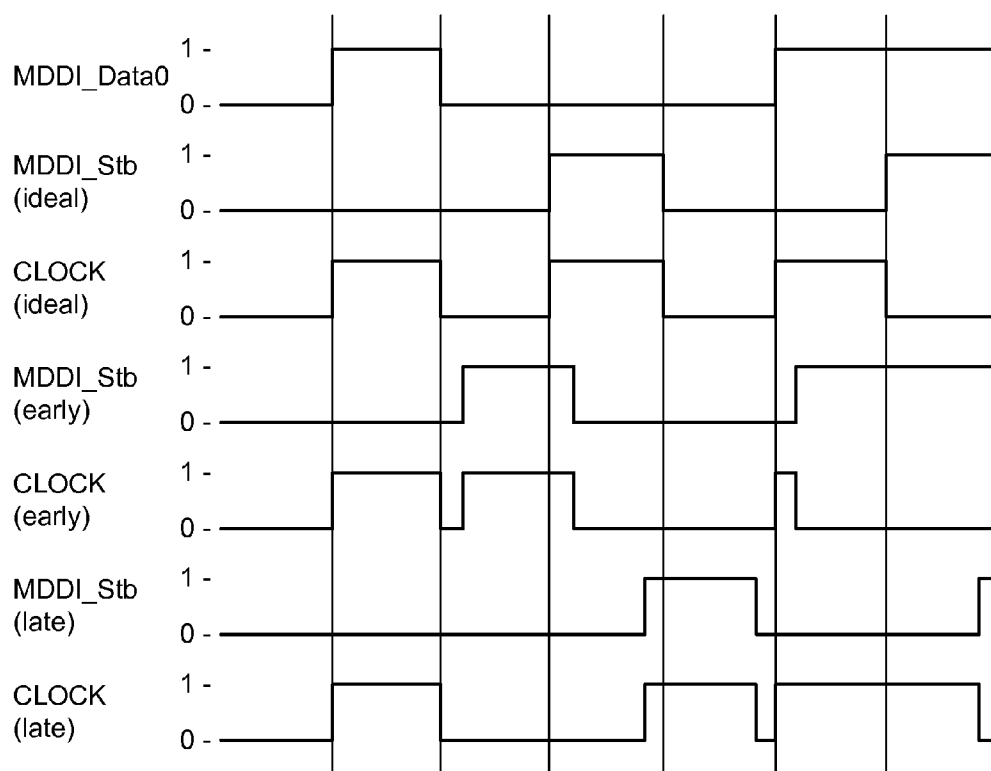 1 -
MDDI_Data0
0 -
1 -
MDDI_Stb
(ideal)
0 -
1 -
CLOCK
(ideal)
0 -
1 -
MDDI_Stb
(early)
0 -
1 -
CLOCK
(early)
0 -
1 -
MDDI_Stb
(late)
0 -
1 -
CLOCK
(late)
0 -